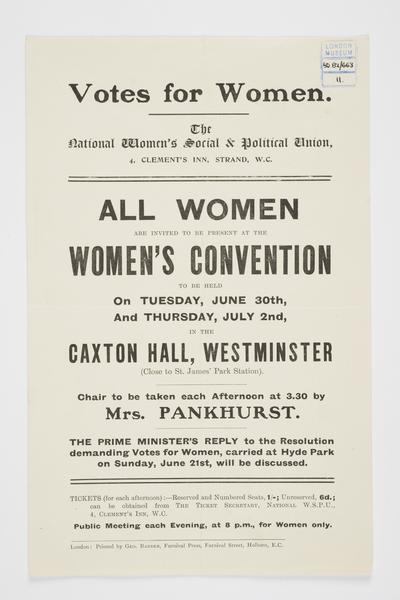 LONDON
MUSEUM
50.82/663
11.
Votes for Women.
The
National Women's Social & Political Union,
4, CLEMENT'S INN, STRAND, W.C.
ALL WOMEN
ARE INVITED TO BE PRESENT AT THE
WOMEN'S CONVENTION
TO BE HELD
On TUESDAY, JUNE 30th,
And THURSDAY, JULY 2nd,
IN THE
CAXTON HALL, WESTMINSTER
(Close to St. James' Park Station).
Chair to be taken each Afternoon at 3.30 by
Mrs. PANKHURST.
THE PRIME MINISTER'S REPLY to the Resolution
demanding Votes for Women, carried at Hyde Park
on Sunday, June 21st, will be discussed.
TICKETS (for each afternoon):—Reserved and Numbered Seats, 1/-; Unreserved, 6d.;
can be obtained from THE TICKET SECRETARY, NATIONAL W.S.P.U.,
4, CLEMENT'S INN, W.C.
Public Meeting each Evening, at 8 p.m., for Women only.
London: Printed by GEO. BARBER, Furnival Press, Furnival Street, Holborn, E.C.